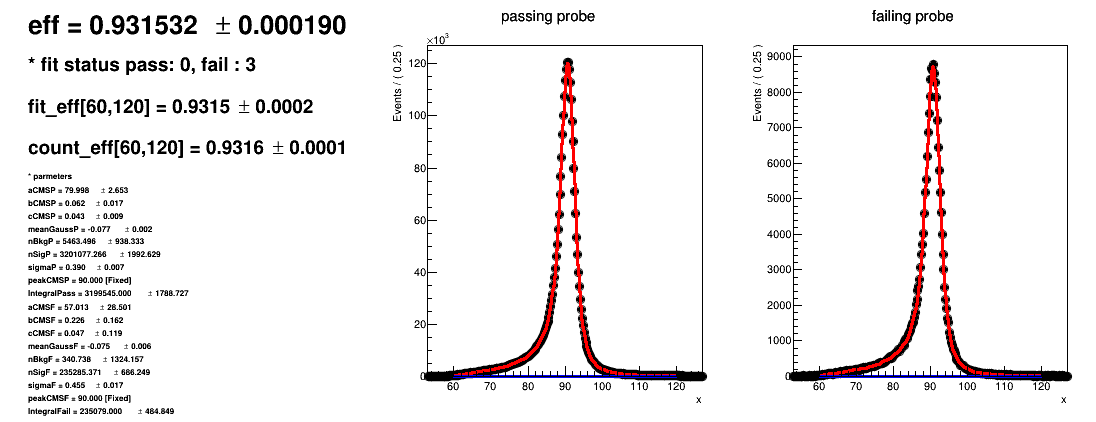 eff = 0.931532 ± 0.000190
* fit status pass: 0, fail : 3
fit_eff[60,120] = 0.9315 ± 0.0002
count_eff[60,120] = 0.9316 ± 0.0001
* parmeters
aCMSP = 79.998 ± 2.653
bCMSP = 0.062 ± 0.017
cCMSP = 0.043 ± 0.009
meanGaussP = -0.077 ± 0.002
nBkgP = 5463.496 ± 938.333
nSigP = 3201077.266 ± 1992.629
sigmaP = 0.390 ± 0.007
peakCMSP = 90.000 [Fixed]
IntegralPass = 3199545.000 ± 1788.727
aCMSF = 57.013 ± 28.501
bCMSF = 0.226 ± 0.162
cCMSF = 0.047 ± 0.119
meanGaussF = -0.075 ± 0.006
nBkgF = 340.738 ± 1324.157
nSigF = 235285.371 ± 686.249
sigmaF = 0.455 ± 0.017
peakCMSF = 90.000 [Fixed]
IntegralFail = 235079.000 ± 484.849
passing probe
×10³
Events / ( 0.25 )
120
100
80
60
40
20
0
60 70 80 90 100 110 120
x
failing probe
Events / ( 0.25 )
9000
8000
7000
6000
5000
4000
3000
2000
1000
0
60 70 80 90 100 110 120
x